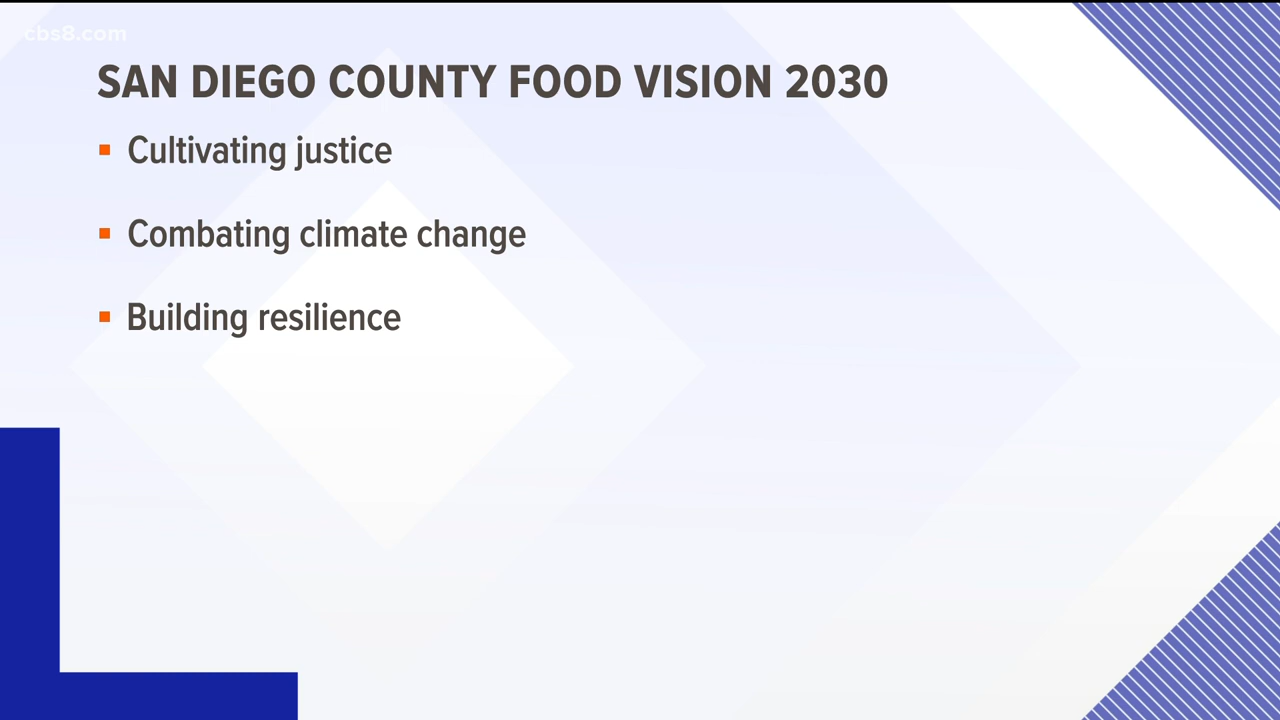 cbs8.com
SAN DIEGO COUNTY FOOD VISION 2030
▪ Cultivating justice
▪ Combating climate change
▪ Building resilience